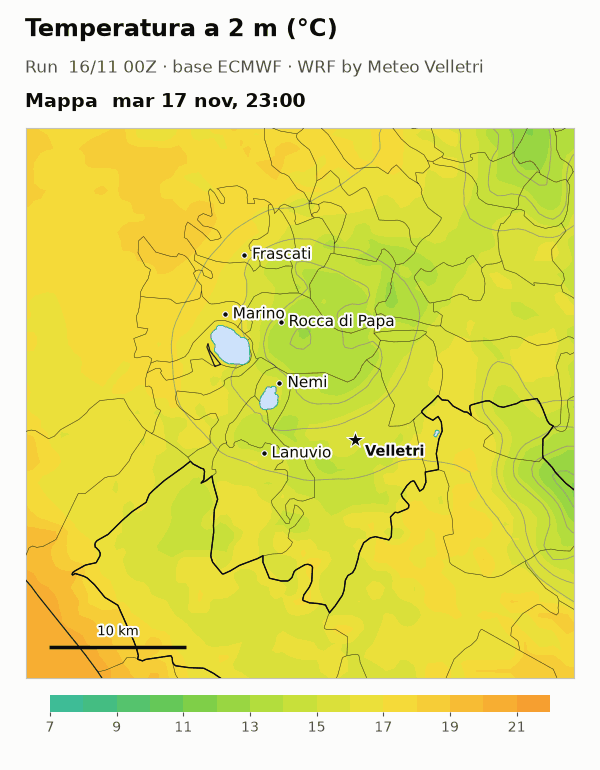 Temperatura a 2 m (°C)
Run  16/11 00Z · base ECMWF · WRF by Meteo Velletri
Mappa  mar 17 nov, 23:00
Frascati
Marino
Rocca di Papa
Nemi
Velletri
Lanuvio
10 km
7 9 11 13 15 17 19 21